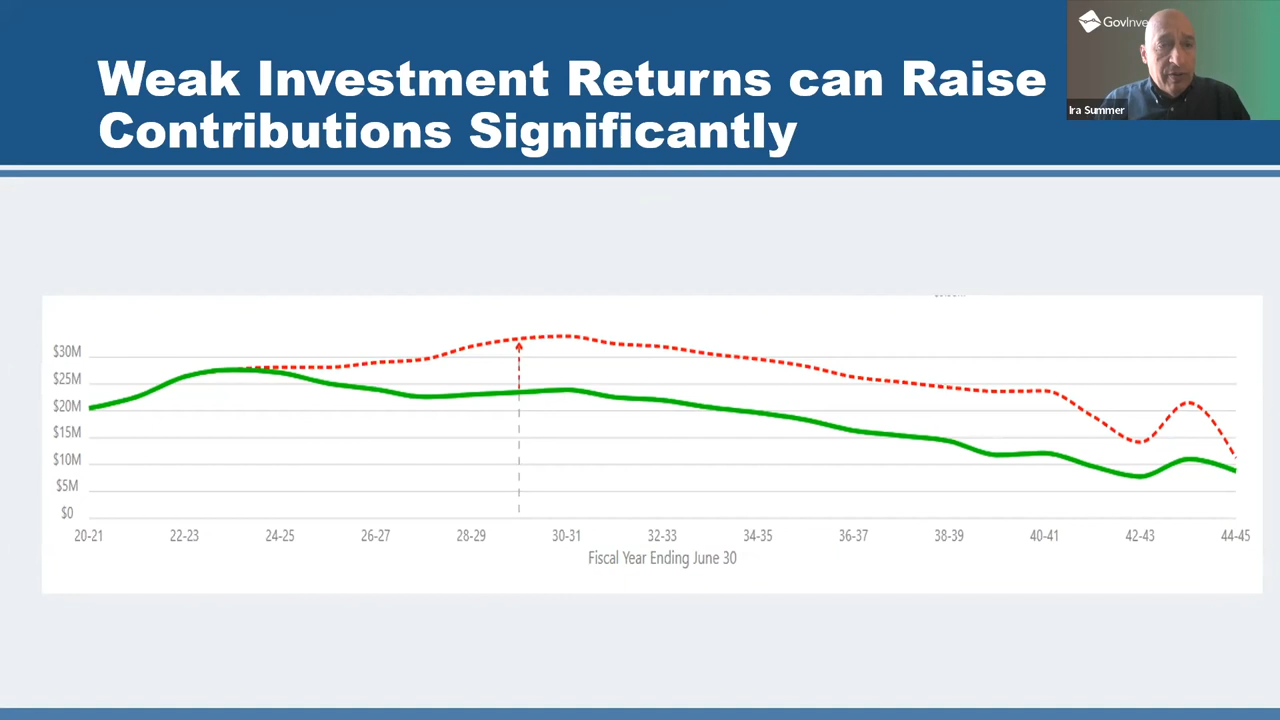 Weak Investment Returns can Raise
Contributions Significantly
Ira Summer
$30M
$25M
$20M
$15M
$10M
$5M
$0
20-21 22-23 24-25 26-27 28-29 30-31 32-33 34-35 36-37 38-39 40-41 42-43 44-45
Fiscal Year Ending June 30